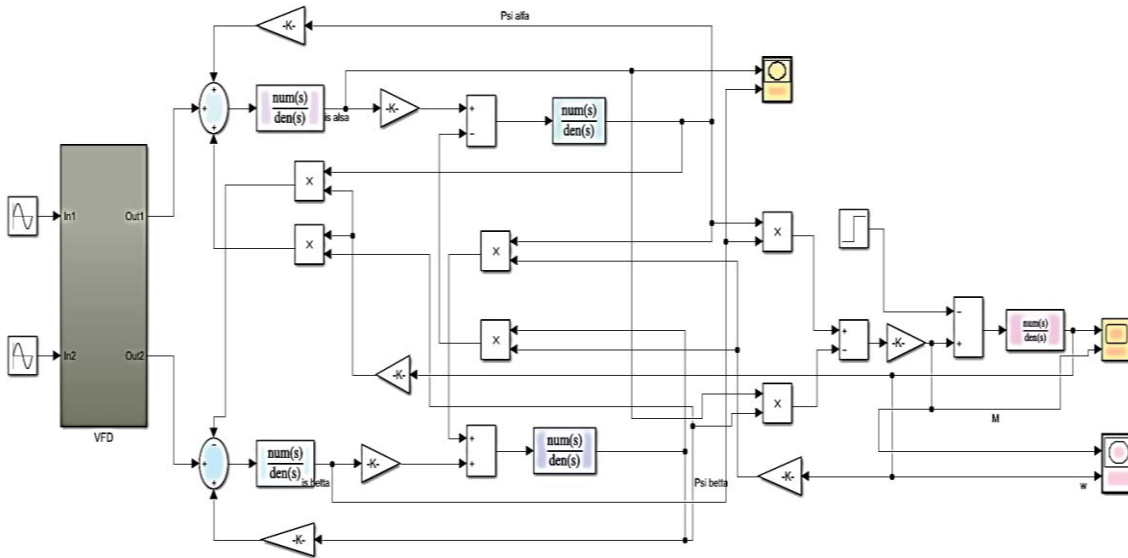 -K-
Psi alfa
+
+
+
num(s)
den(s)
is alsa
-K-
+
-
num(s)
den(s)
X
X
X
X
X
X
In1
Out1
In2
Out2
VFD
-K-
+
-
-K-
-
+
num(s)
den(s)
M
-
+
+
num(s)
den(s)
is betta
-K-
+
+
num(s)
den(s)
Psi betta
-K-
w
-K-